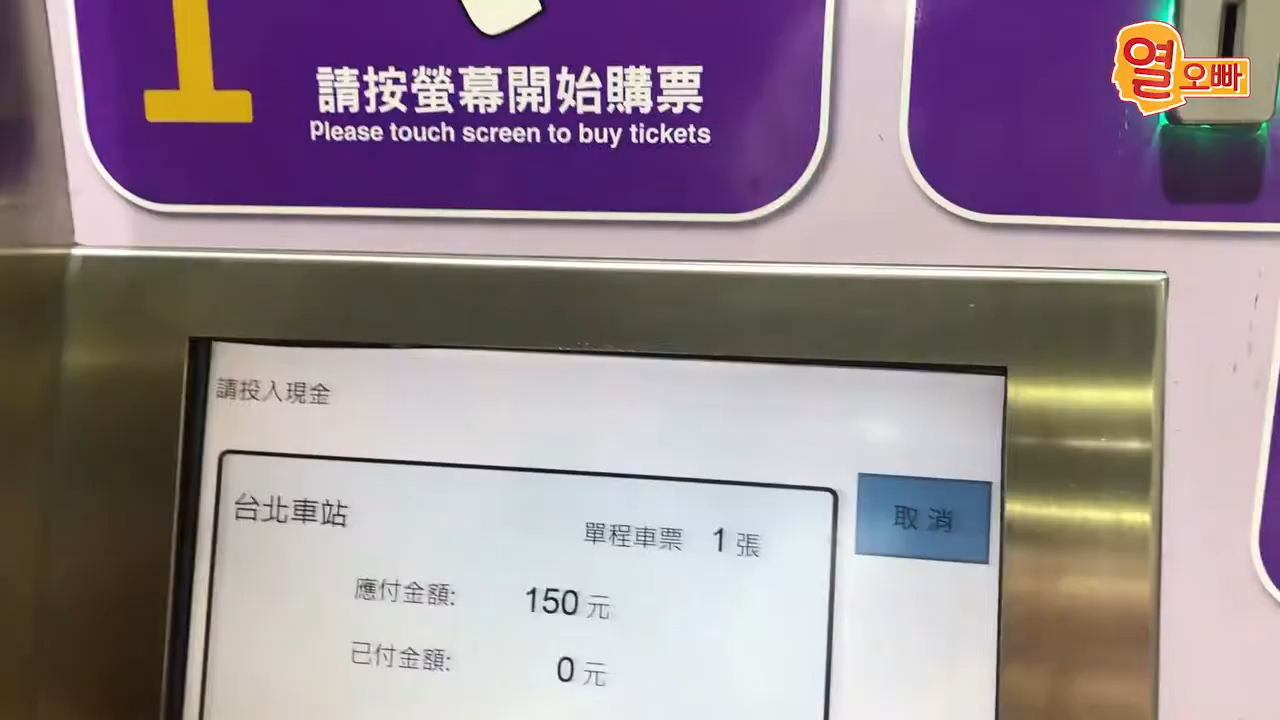 請按螢幕開始購票
Please touch screen to buy tickets
열오빠
請投入現金
台北車站
單程車票 1 張
取消
應付金額: 150 元
已付金額: 0 元